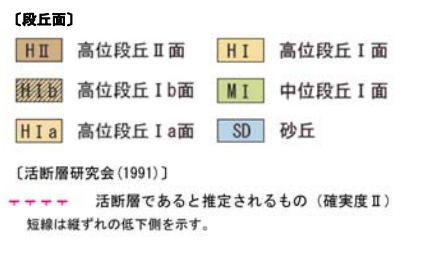 〔段丘面〕
HⅡ 高位段丘Ⅱ面 HⅠ 高位段丘Ⅰ面
HⅠb 高位段丘Ⅰb面 MⅠ 中位段丘Ⅰ面
HⅠa 高位段丘Ⅰa面 SD 砂丘
〔活断層研究会(1991)〕
活断層であると推定されるもの（確実度Ⅱ）
短線は縦ずれの低下側を示す。